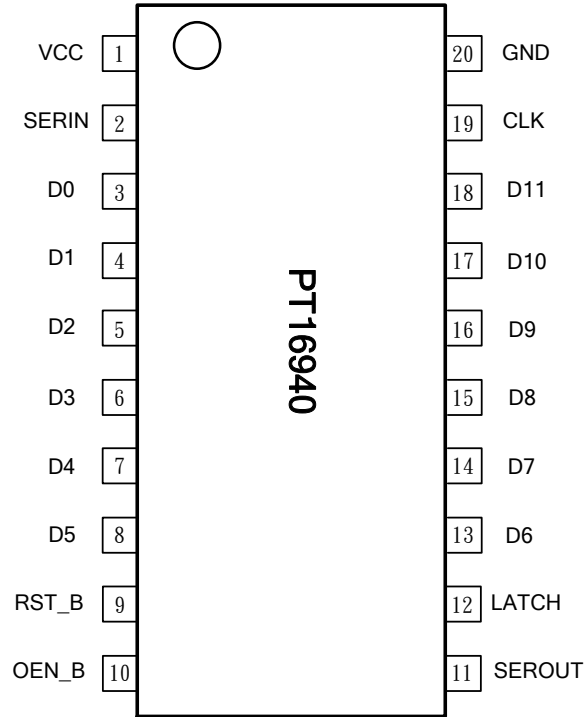 VCC 1 20 GND
SERIN 2 19 CLK
D0 3 18 D11
D1 4 17 D10
D2 5 16 D9
D3 6 15 D8
D4 7 14 D7
D5 8 13 D6
RST_B 9 12 LATCH
OEN_B 10 11 SEROUT
PT16940